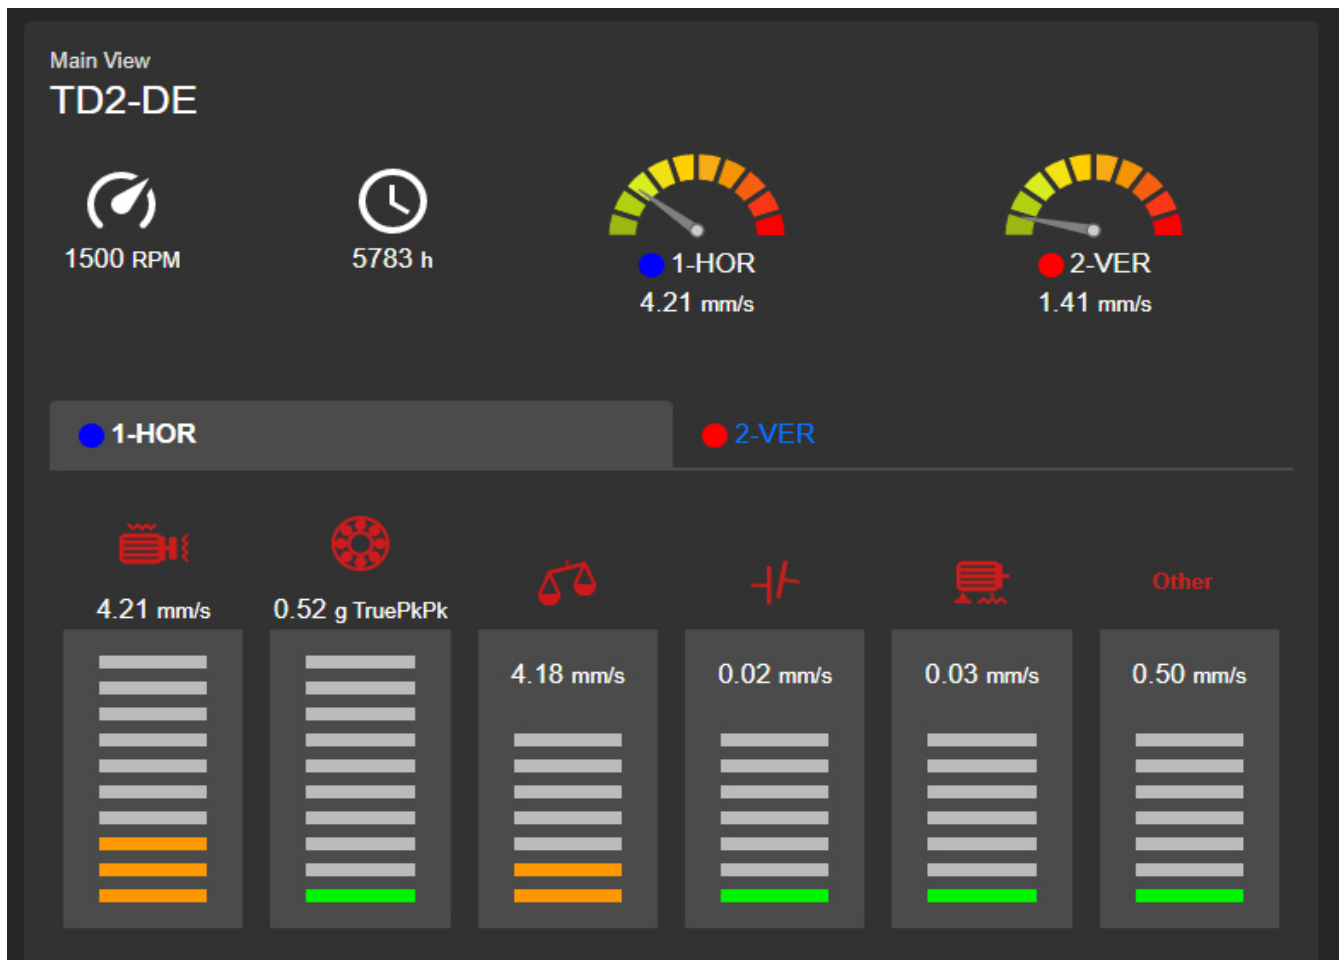 Main View
TD2-DE
1500 RPM
5783 h
1-HOR
4.21 mm/s
2-VER
1.41 mm/s
1-HOR
2-VER
4.21 mm/s
0.52 g TruePkPk
4.18 mm/s
0.02 mm/s
0.03 mm/s
Other
0.50 mm/s